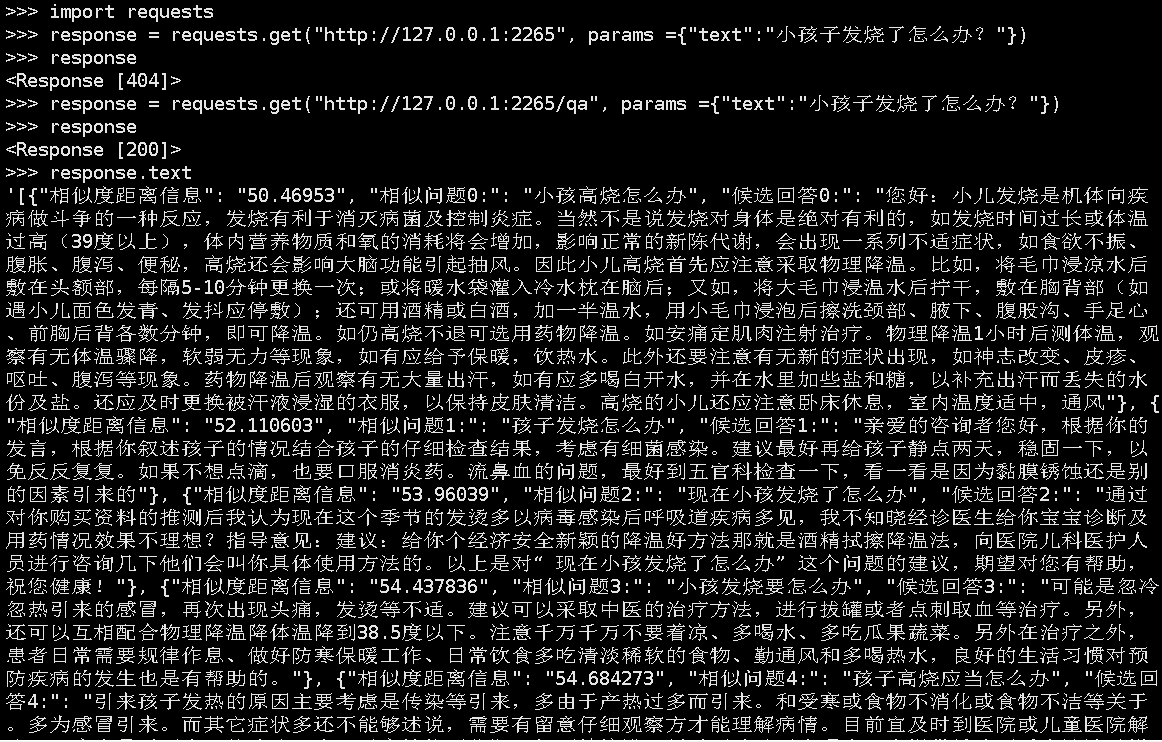 >>> import requests
>>> response = requests.get("http://127.0.0.1:2265", params ={"text":"小孩子发烧了怎么办？"})
>>> response
<Response [404]>
>>> response = requests.get("http://127.0.0.1:2265/qa", params ={"text":"小孩子发烧了怎么办？"})
>>> response
<Response [200]>
>>> response.text
'[{"相似度距离信息": "50.46953", "相似问题0:": "小孩高烧怎么办", "候选回答0:": "您好：小儿发烧是机体向疾
病做斗争的一种反应，发烧有利于消灭病菌及控制炎症。当然不是说发烧对身体是绝对有利的，如发烧时间过长或体温
过高（39度以上），体内营养物质和氧的消耗将会增加，影响正常的新陈代谢，会出现一系列不适症状，如食欲不振、
腹胀、腹泻、便秘，高烧还会影响大脑功能引起抽风。因此小儿高烧首先应注意采取物理降温。比如，将毛巾浸凉水后
敷在头额部，每隔5-10分钟更换一次；或将暖水袋灌入冷水枕在脑后；又如，将大毛巾浸温水后拧干，敷在胸背部（如
遇小儿面色发青、发抖应停敷）；还可用酒精或白酒，加一半温水，用小毛巾浸泡后擦洗颈部、腋下、腹股沟、手足心
、前胸后背各数分钟，即可降温。如仍高烧不退可选用药物降温。如安痛定肌肉注射治疗。物理降温1小时后测体温，观
察有无体温骤降，软弱无力等现象，如有应给予保暖，饮热水。此外还要注意有无新的症状出现，如神志改变、皮疹、
呕吐、腹泻等现象。药物降温后观察有无大量出汗，如有应多喝白开水，并在水里加些盐和糖，以补充出汗而丢失的水
份及盐。还应及时更换被汗液浸湿的衣服，以保持皮肤清洁。高烧的小儿还应注意卧床休息，室内温度适中，通风"}, {
"相似度距离信息": "52.110603", "相似问题1:": "孩子发烧怎么办", "候选回答1:": "亲爱的咨询者您好，根据你的
发言，根据你叙述孩子的情况结合孩子的仔细检查结果，考虑有细菌感染。建议最好再给孩子静点两天，稳固一下，以
免反反复复。如果不想点滴，也要口服消炎药。流鼻血的问题，最好到五官科检查一下，看一看是因为黏膜锈蚀还是别
的因素引来的"}, {"相似度距离信息": "53.96039", "相似问题2:": "现在小孩发烧了怎么办", "候选回答2:": "通过
对你购买资料的推测后我认为现在这个季节的发烫多以病毒感染后呼吸道疾病多见，我不知晓经诊医生给你宝宝诊断及
用药情况效果不理想？指导意见：建议：给你个经济安全新颖的降温好方法那就是酒精拭擦降温法，向医院儿科医护人
员进行咨询几下他们会叫你具体使用方法的。以上是对“ 现在小孩发烧了怎么办”这个问题的建议，期望对您有帮助，
祝您健康！"}, {"相似度距离信息": "54.437836", "相似问题3:": "小孩发烧要怎么办", "候选回答3:": "可能是忽冷
忽热引来的感冒，再次出现头痛，发烫等不适。建议可以采取中医的治疗方法，进行拔罐或者点刺取血等治疗。另外，
还可以互相配合物理降温降体温降到38.5度以下。注意千万千万不要着凉、多喝水、多吃瓜果蔬菜。另外在治疗之外，
患者日常需要规律作息、做好防寒保暖工作、日常饮食多吃清淡稀软的食物、勤通风和多喝热水，良好的生活习惯对预
防疾病的发生也是有帮助的。"}, {"相似度距离信息": "54.684273", "相似问题4:": "孩子高烧应当怎么办", "候选回
答4:": "引来孩子发热的原因主要考虑是传染等引来，多由于产热过多而引来。和受寒或食物不消化或食物不洁等关于
。多为感冒引来。而其它症状多还不能够述说，需要有留意仔细观察方才能理解病情。目前宜及时到医院或儿童医院解